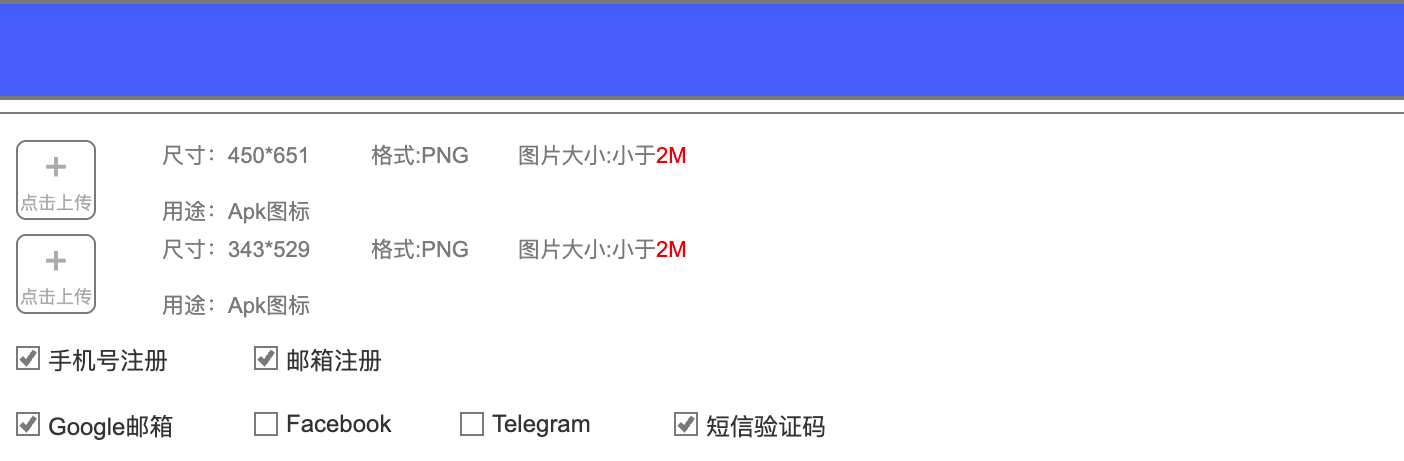 尺寸：450*651 格式:PNG 图片大小:小于2M
点击上传
用途：Apk图标
尺寸：343*529 格式:PNG 图片大小:小于2M
点击上传
用途：Apk图标
手机号注册 邮箱注册
Google邮箱 Facebook Telegram 短信验证码